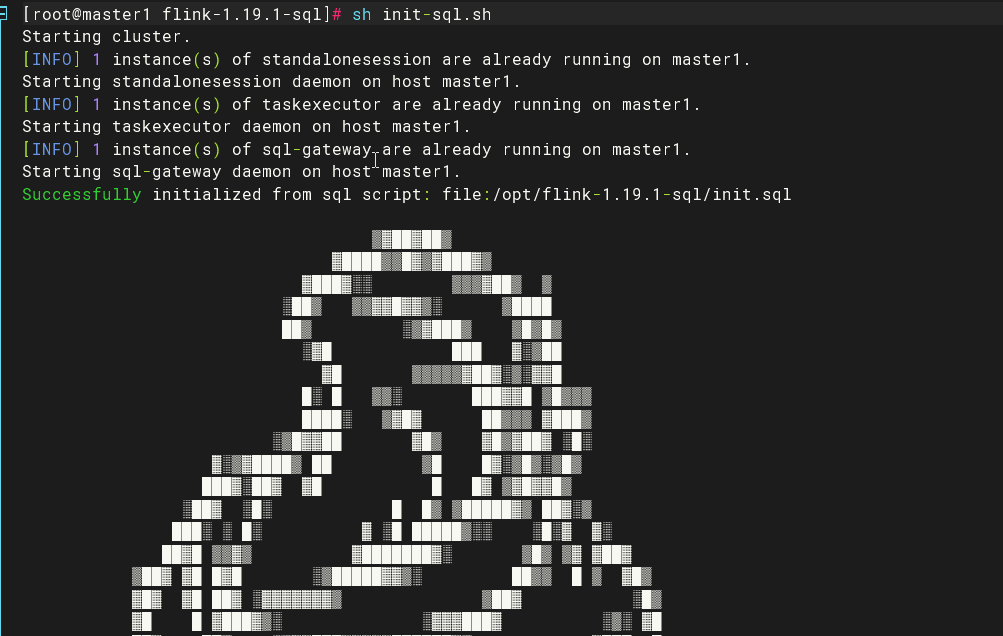 [root@master1 flink-1.19.1-sql]# sh init-sql.sh
Starting cluster.
[INFO] 1 instance(s) of standalonesession are already running on master1.
Starting standalonesession daemon on host master1.
[INFO] 1 instance(s) of taskexecutor are already running on master1.
Starting taskexecutor daemon on host master1.
[INFO] 1 instance(s) of sql-gateway are already running on master1.
Starting sql-gateway daemon on host master1.
Successfully initialized from sql script: file:/opt/flink-1.19.1-sql/init.sql